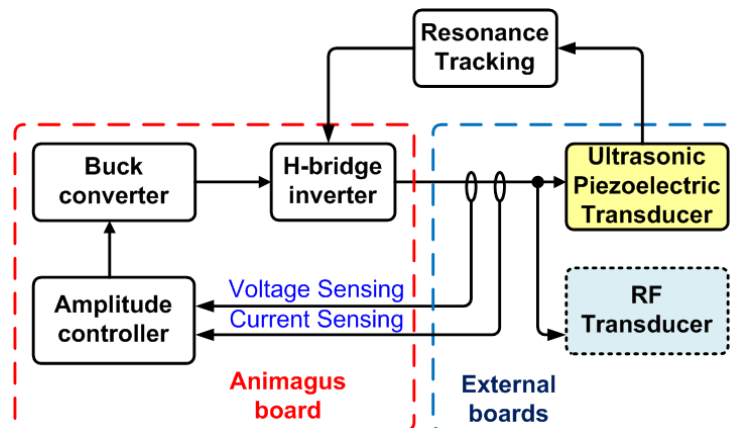 Resonance
Tracking
Buck
converter
H-bridge
inverter
Ultrasonic
Piezoelectric
Transducer
Amplitude
controller
Voltage Sensing
Current Sensing
RF
Transducer
Animagus
board
External
boards